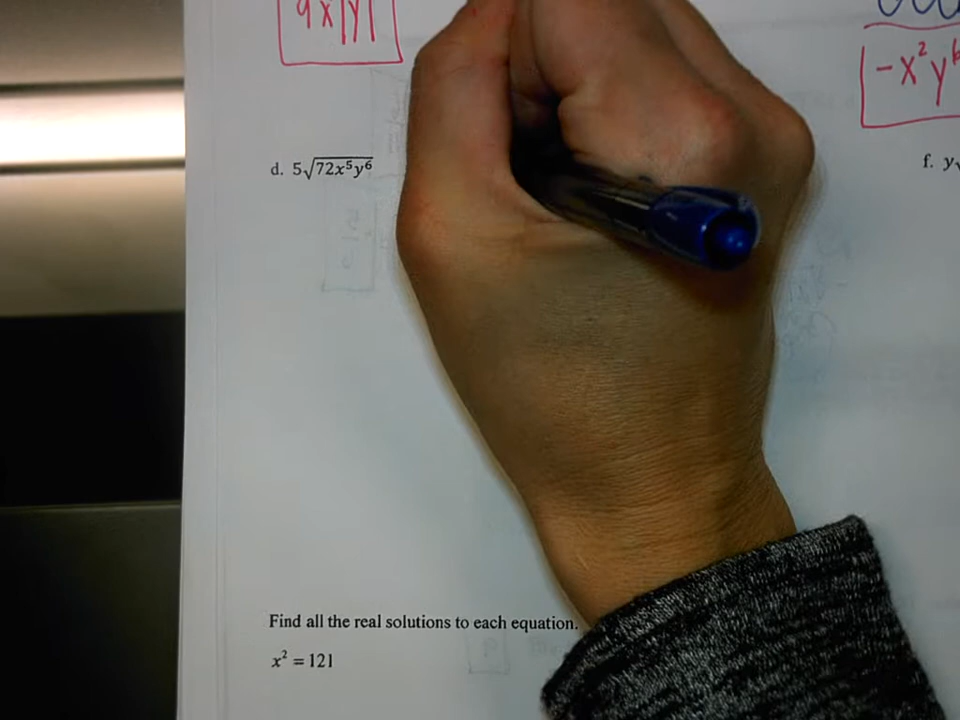 9x|y|
-x²y
d. 5√72x⁵y⁶
f. y√
Find all the real solutions to each equation.
x² = 121